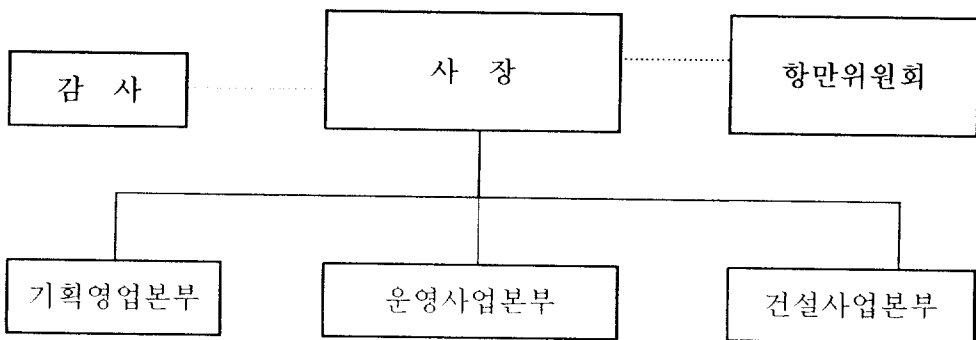 감 사
사 장
항만위원회
기획영업본부
운영사업본부
건설사업본부